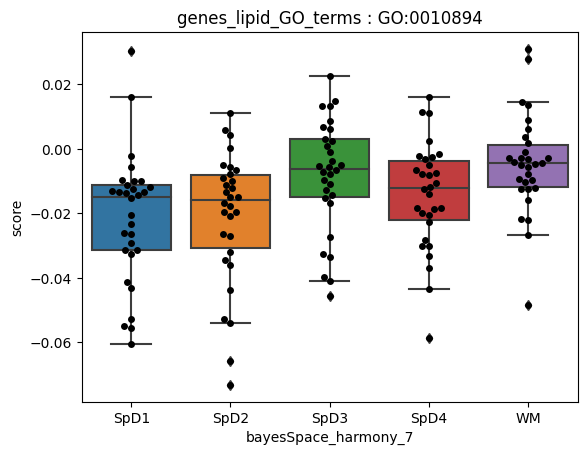 genes_lipid_GO_terms : GO:0010894
0.02
0.00
−0.02
−0.04
−0.06
score
SpD1 SpD2 SpD3 SpD4 WM
bayesSpace_harmony_7